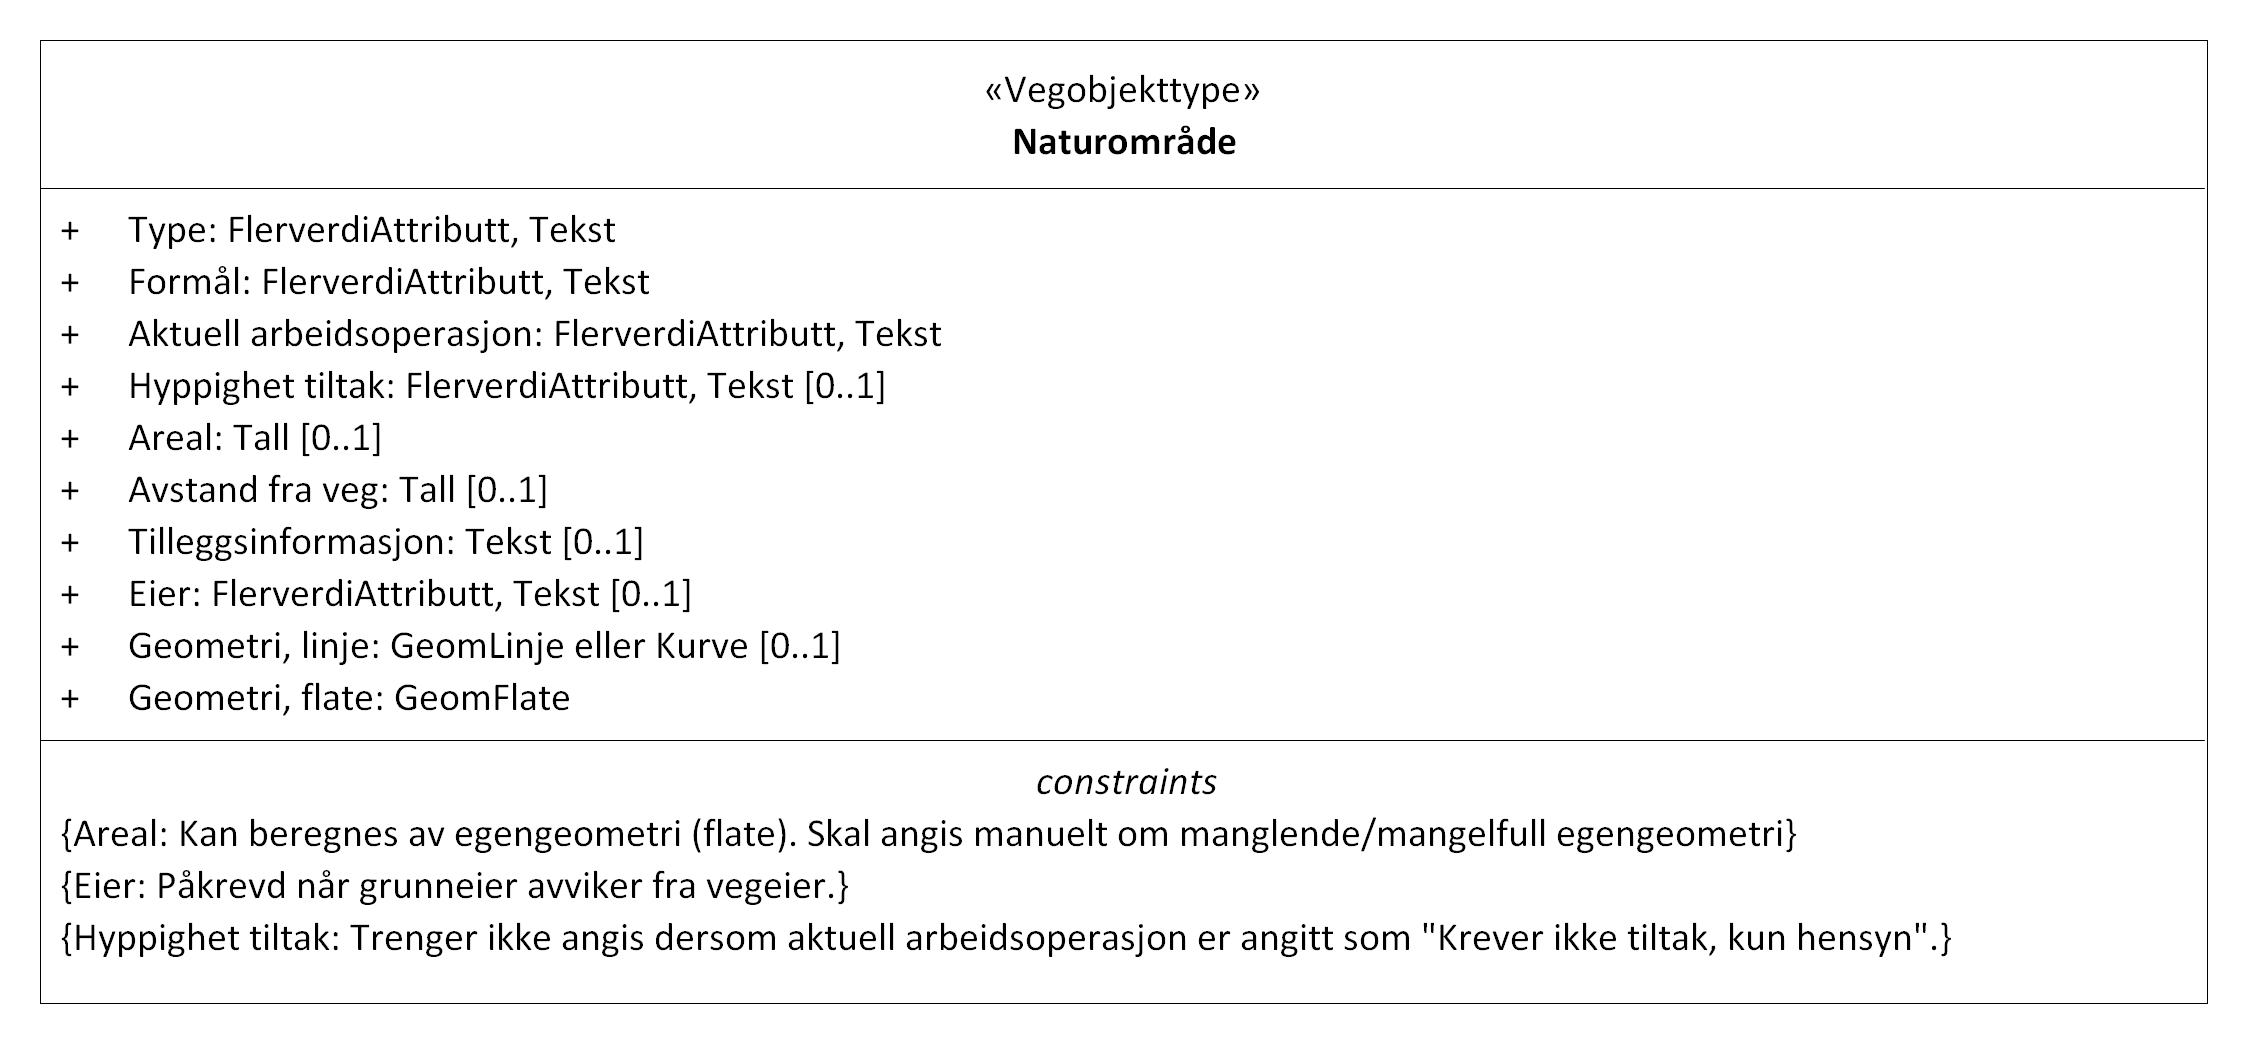 «Vegobjekttype»
Naturområde
+ Type: FlerverdiAttributt, Tekst
+ Formål: FlerverdiAttributt, Tekst
+ Aktuell arbeidsoperasjon: FlerverdiAttributt, Tekst
+ Hyppighet tiltak: FlerverdiAttributt, Tekst [0..1]
+ Areal: Tall [0..1]
+ Avstand fra veg: Tall [0..1]
+ Tilleggsinformasjon: Tekst [0..1]
+ Eier: FlerverdiAttributt, Tekst [0..1]
+ Geometri, linje: GeomLinje eller Kurve [0..1]
+ Geometri, flate: GeomFlate
constraints
{Areal: Kan beregnes av egengeometri (flate). Skal angis manuelt om manglende/mangelfull egengeometri}
{Eier: Påkrevd når grunneier avviker fra vegeier.}
{Hyppighet tiltak: Trenger ikke angis dersom aktuell arbeidsoperasjon er angitt som "Krever ikke tiltak, kun hensyn".}